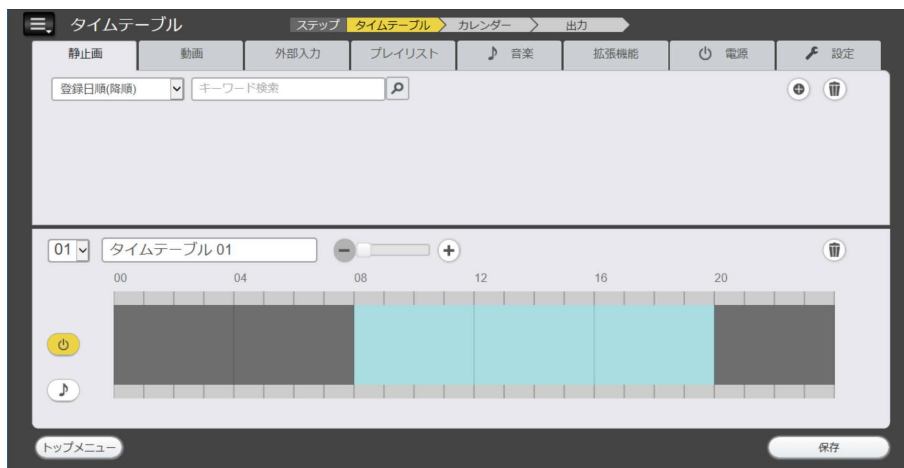 タイムテーブル
ステップ タイムテーブル カレンダー 出力
静止画 動画 外部入力 プレイリスト 音楽 拡張機能 電源 設定
登録日順(降順) キーワード検索
01 タイムテーブル 01
00 04 08 12 16 20
トップメニュー 保存